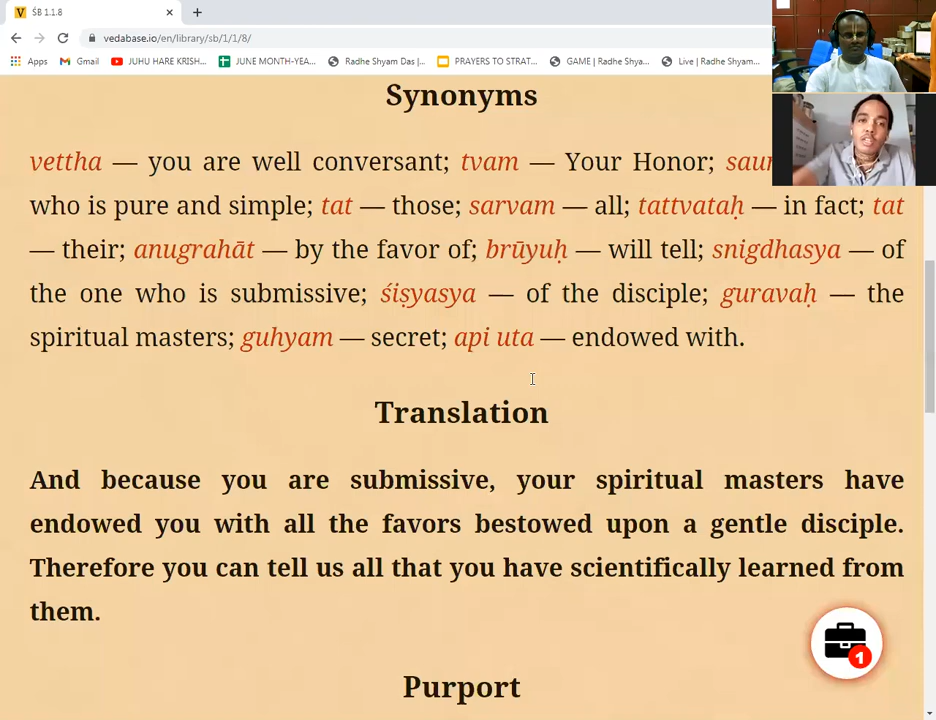 ŚB 1.1.8
vedabase.io/en/library/sb/1/1/8/
Apps Gmail JUHU HARE KRISH... JUNE MONTH-YEA... Radhe Shyam Das |... PRAYERS TO STRAT... GAME | Radhe Shya... Live | Radhe Shyam...
Synonyms
vettha — you are well conversant; tvam — Your Honor;
who is pure and simple; tat — those; sarvam — all; tattvataḥ — in fact; tat
— their; anugrahāt — by the favor of; brūyuḥ — will tell; snigdhasya — of
the one who is submissive; śiṣyasya — of the disciple; guravaḥ — the
spiritual masters; guhyam — secret; api uta — endowed with.
Translation
And because you are submissive, your spiritual masters have
endowed you with all the favors bestowed upon a gentle disciple.
Therefore you can tell us all that you have scientifically learned from
them.
1
Purport